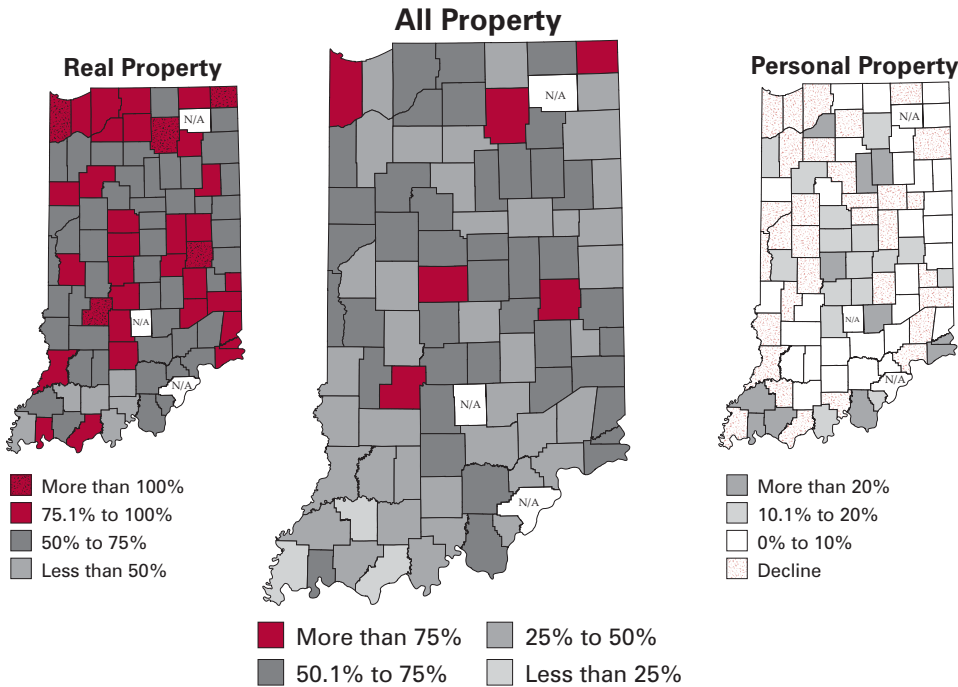 All Property
Real Property
Personal Property
N/A
N/A
N/A
N/A
N/A
N/A
N/A
N/A
N/A
More than 100%
75.1% to 100%
50% to 75%
Less than 50%
More than 20%
10.1% to 20%
0% to 10%
Decline
More than 75%
25% to 50%
50.1% to 75%
Less than 25%